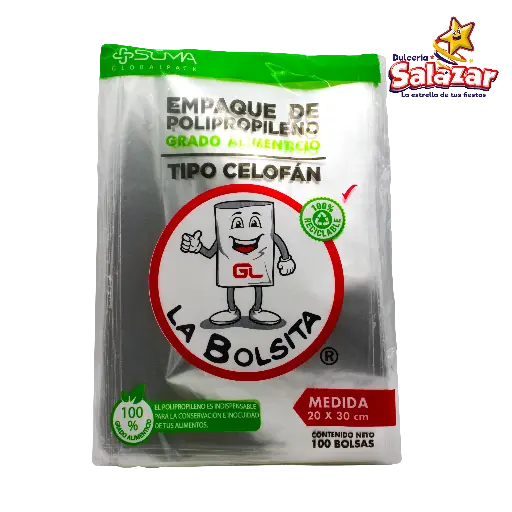 SUMA
GLOBALPACK
Dulcería
Salazar
La estrella de tus fiestas
EMPAQUE DE
POLIPROPILENO
GRADO ALIMENTICIO
TIPO CELOFÁN
100%
RECICLABLE
GL
LA BOLSITA
®
100
%
GRADO ALIMENTICIO
EL POLIPROPILENO ES INDISPENSABLE
PARA LA CONSERVACION E INOCUIDAD
DE TUS ALIMENTOS.
MEDIDA
20 X 30 cm
CONTENIDO NETO
100 BOLSAS